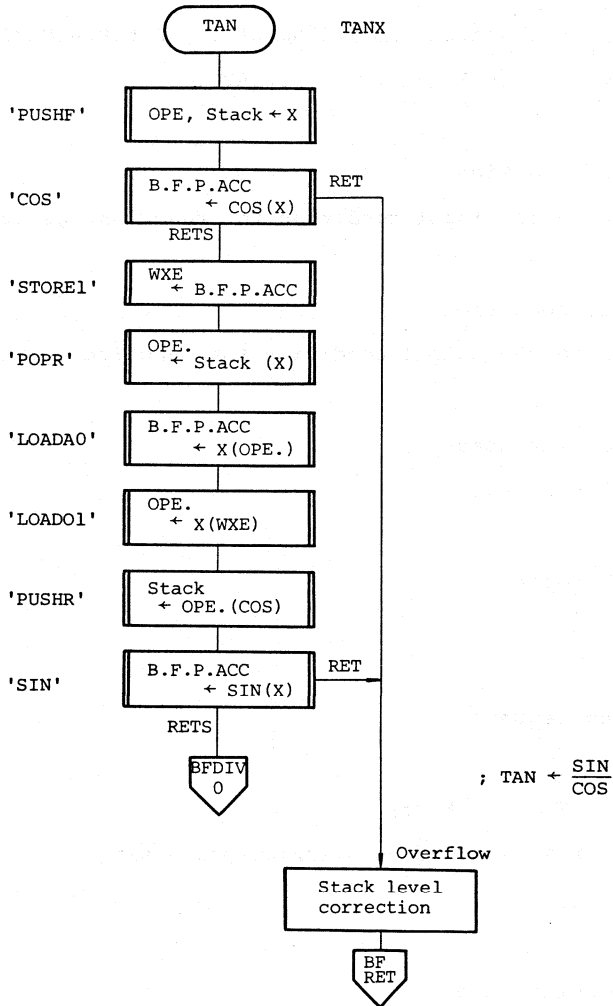 TAN TANX
'PUSHF' OPE, Stack ← X
'COS' B.F.P.ACC
← COS(X)
RET
RETS
'STORE1' WXE
← B.F.P.ACC
'POPR' OPE.
← Stack (X)
'LOADA0' B.F.P.ACC
← X(OPE.)
'LOADO1' OPE.
← X(WXE)
'PUSHR' Stack
← OPE.(COS)
'SIN' B.F.P.ACC
← SIN(X)
RET
RETS
BFDIV
0
; TAN ← SIN
COS
Overflow
Stack level
correction
BF
RET